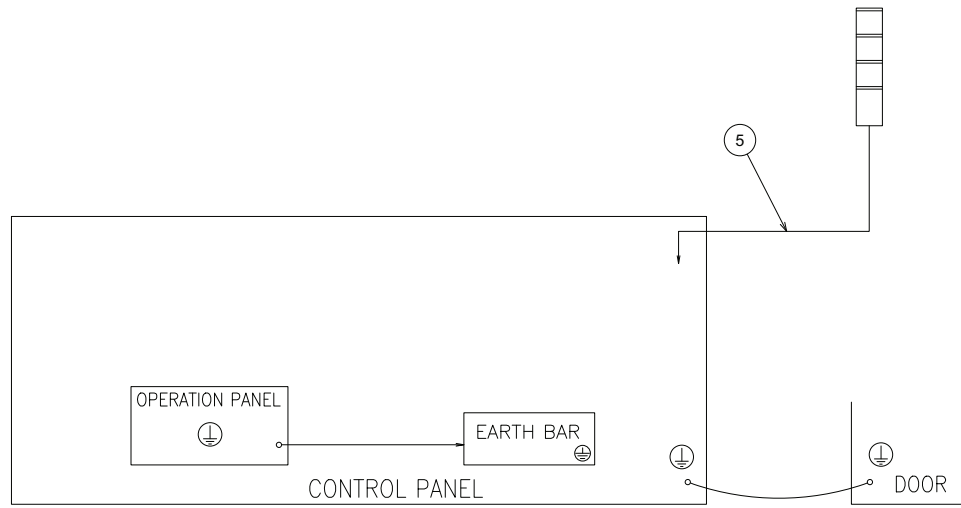 5
OPERATION PANEL
EARTH BAR
CONTROL PANEL
DOOR